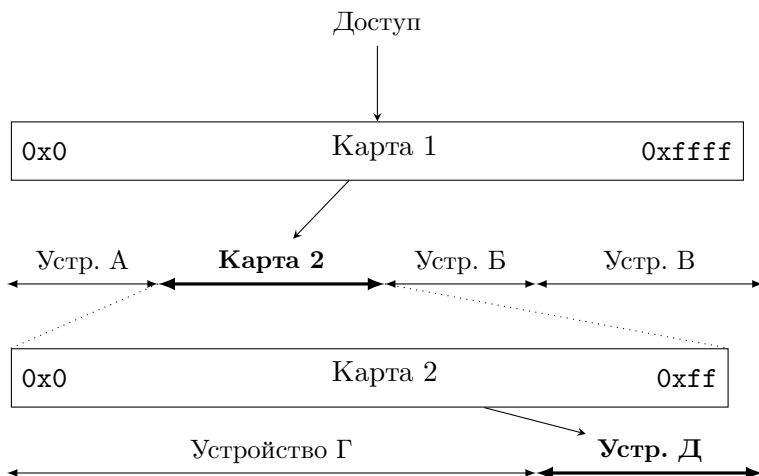 Доступ
0x0 Карта 1 0xffff
Устр. А Карта 2 Устр. Б Устр. В
0x0 Карта 2 0xff
Устройство Г Устр. Д